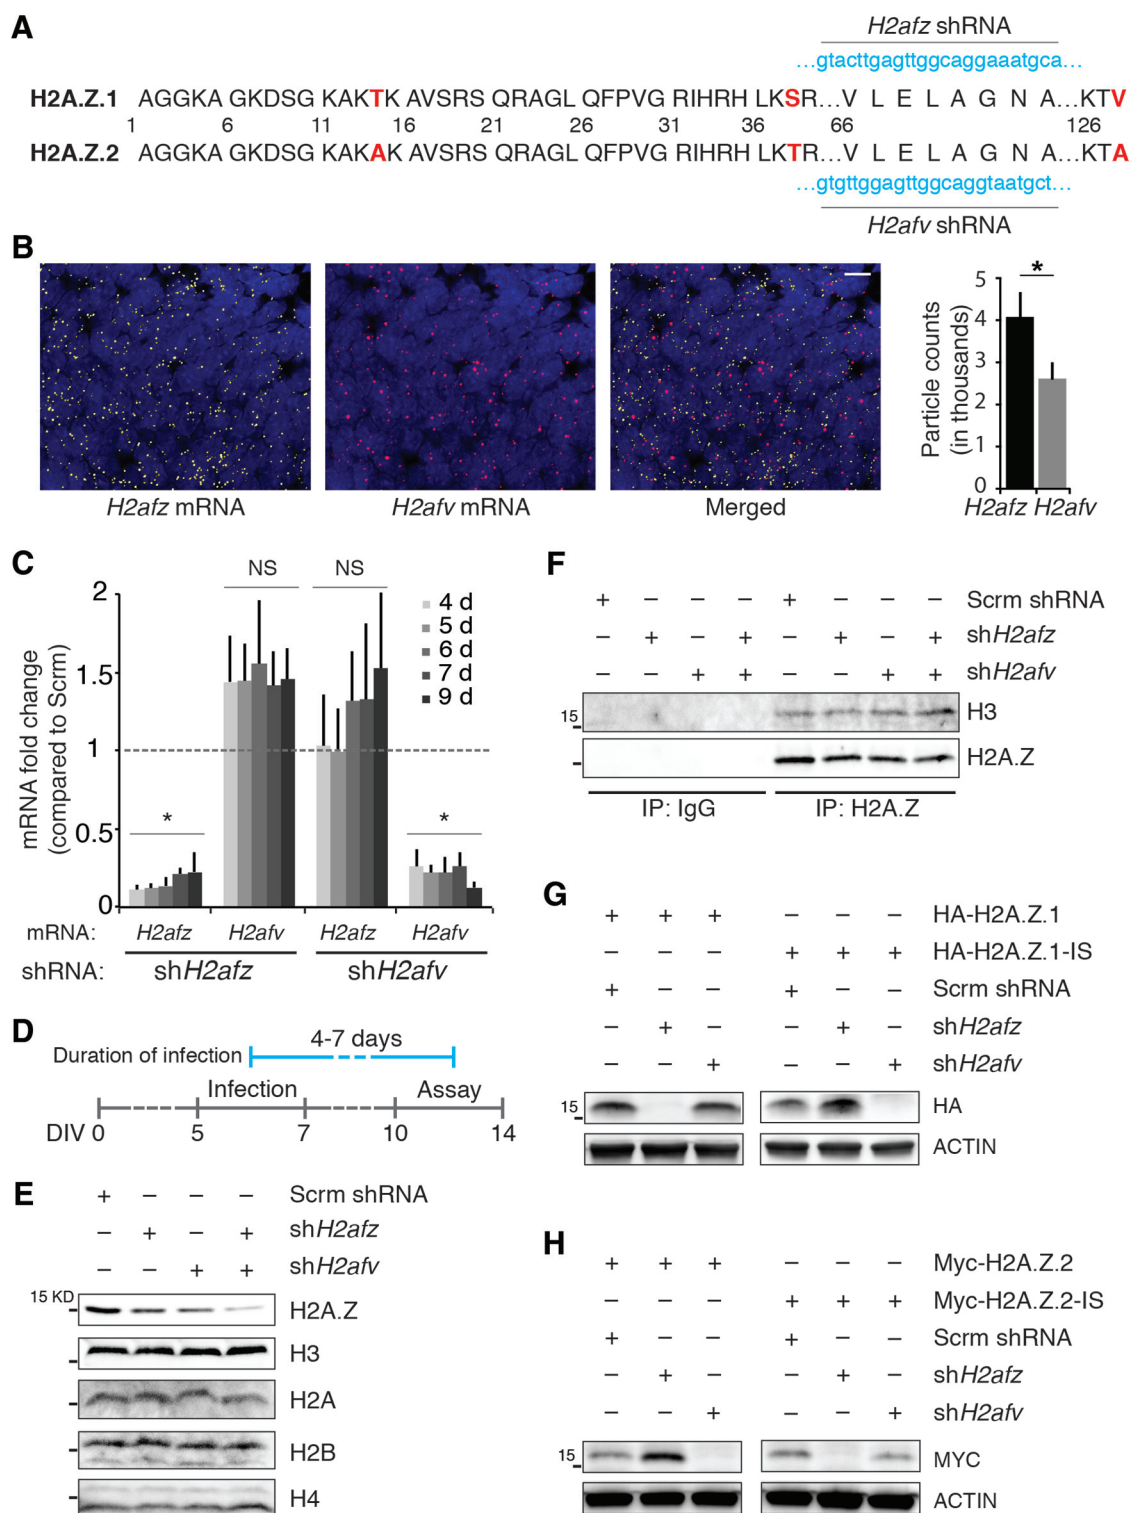 A
H2afz shRNA
...gtacttgagttggcaggaaatgca...
H2A.Z.1 AGGKA GKDSG KAKTK AVSRS QRAGL QFPVG RIHRH LKSR...V L E L A G N A...KTV
1 6 11 16 21 26 31 36 66 126
H2A.Z.2 AGGKA GKDSG KAKAK AVSRS QRAGL QFPVG RIHRH LKTR...V L E L A G N A...KTA
...gtgttggagttggcaggtaatgct...
H2afv shRNA
B
H2afz mRNA
H2afv mRNA
Merged
Particle counts
(in thousands)
5
4
3
2
1
0
*
H2afz H2afv
C
mRNA fold change
(compared to Scrm)
2
1.5
1
0.5
0
NS NS
* *
4 d
5 d
6 d
7 d
9 d
mRNA: H2afz H2afv H2afz H2afv
shRNA: shH2afz shH2afv
D
4-7 days
Duration of infection
Infection Assay
DIV 0 5 7 10 14
E
+ – – – Scrm shRNA
– + – + shH2afz
– – + + shH2afv
15 KD
H2A.Z
H3
H2A
H2B
H4
F
+ – – – + – – – Scrm shRNA
– + – + – + – + shH2afz
– – + + – – + + shH2afv
15
H3
H2A.Z
IP: IgG IP: H2A.Z
G
+ + + – – – HA-H2A.Z.1
– – – + + + HA-H2A.Z.1-IS
+ – – + – – Scrm shRNA
– + – – + – shH2afz
– – + – – + shH2afv
15
HA
ACTIN
H
+ + + – – – Myc-H2A.Z.2
– – – + + + Myc-H2A.Z.2-IS
+ – – + – – Scrm shRNA
– + – – + – shH2afz
– – + – – + shH2afv
15
MYC
ACTIN